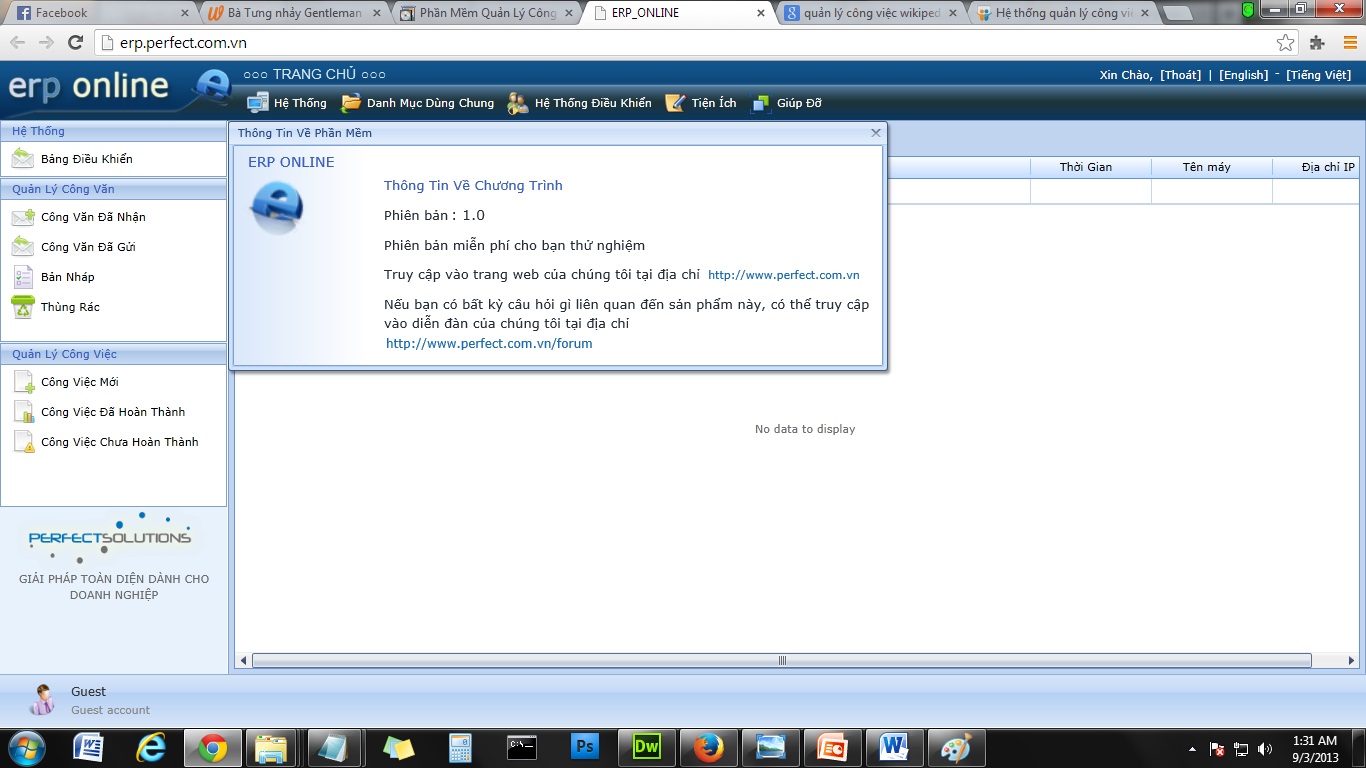 Facebook
Bà Tưng nhảy Gentleman
Phần Mềm Quản Lý Công
ERP_ONLINE
quản lý công việc wikiped
Hệ thống quản lý công việ
erp.perfect.com.vn
erp online
○○○ TRANG CHỦ ○○○
Xin Chào, [Thoát] | [English] - [Tiếng Việt]
Hệ Thống
Danh Mục Dùng Chung
Hệ Thống Điều Khiển
Tiện Ích
Giúp Đỡ
Hệ Thống
Bảng Điều Khiển
Quản Lý Công Văn
Công Văn Đã Nhận
Công Văn Đã Gửi
Bản Nháp
Thùng Rác
Quản Lý Công Việc
Công Việc Mới
Công Việc Đã Hoàn Thành
Công Việc Chưa Hoàn Thành
PERFECTSOLUTIONS
GIẢI PHÁP TOÀN DIỆN DÀNH CHO
DOANH NGHIỆP
Thông Tin Về Phần Mềm
ERP ONLINE
Thông Tin Về Chương Trình
Phiên bản : 1.0
Phiên bản miễn phí cho bạn thử nghiệm
Truy cập vào trang web của chúng tôi tại địa chỉ http://www.perfect.com.vn
Nếu bạn có bất kỳ câu hỏi gì liên quan đến sản phẩm này, có thể truy cập
vào diễn đàn của chúng tôi tại địa chỉ
http://www.perfect.com.vn/forum
Thời Gian
Tên máy
Địa chỉ IP
No data to display
Guest
Guest account
Ps
Dw
1:31 AM
9/3/2013